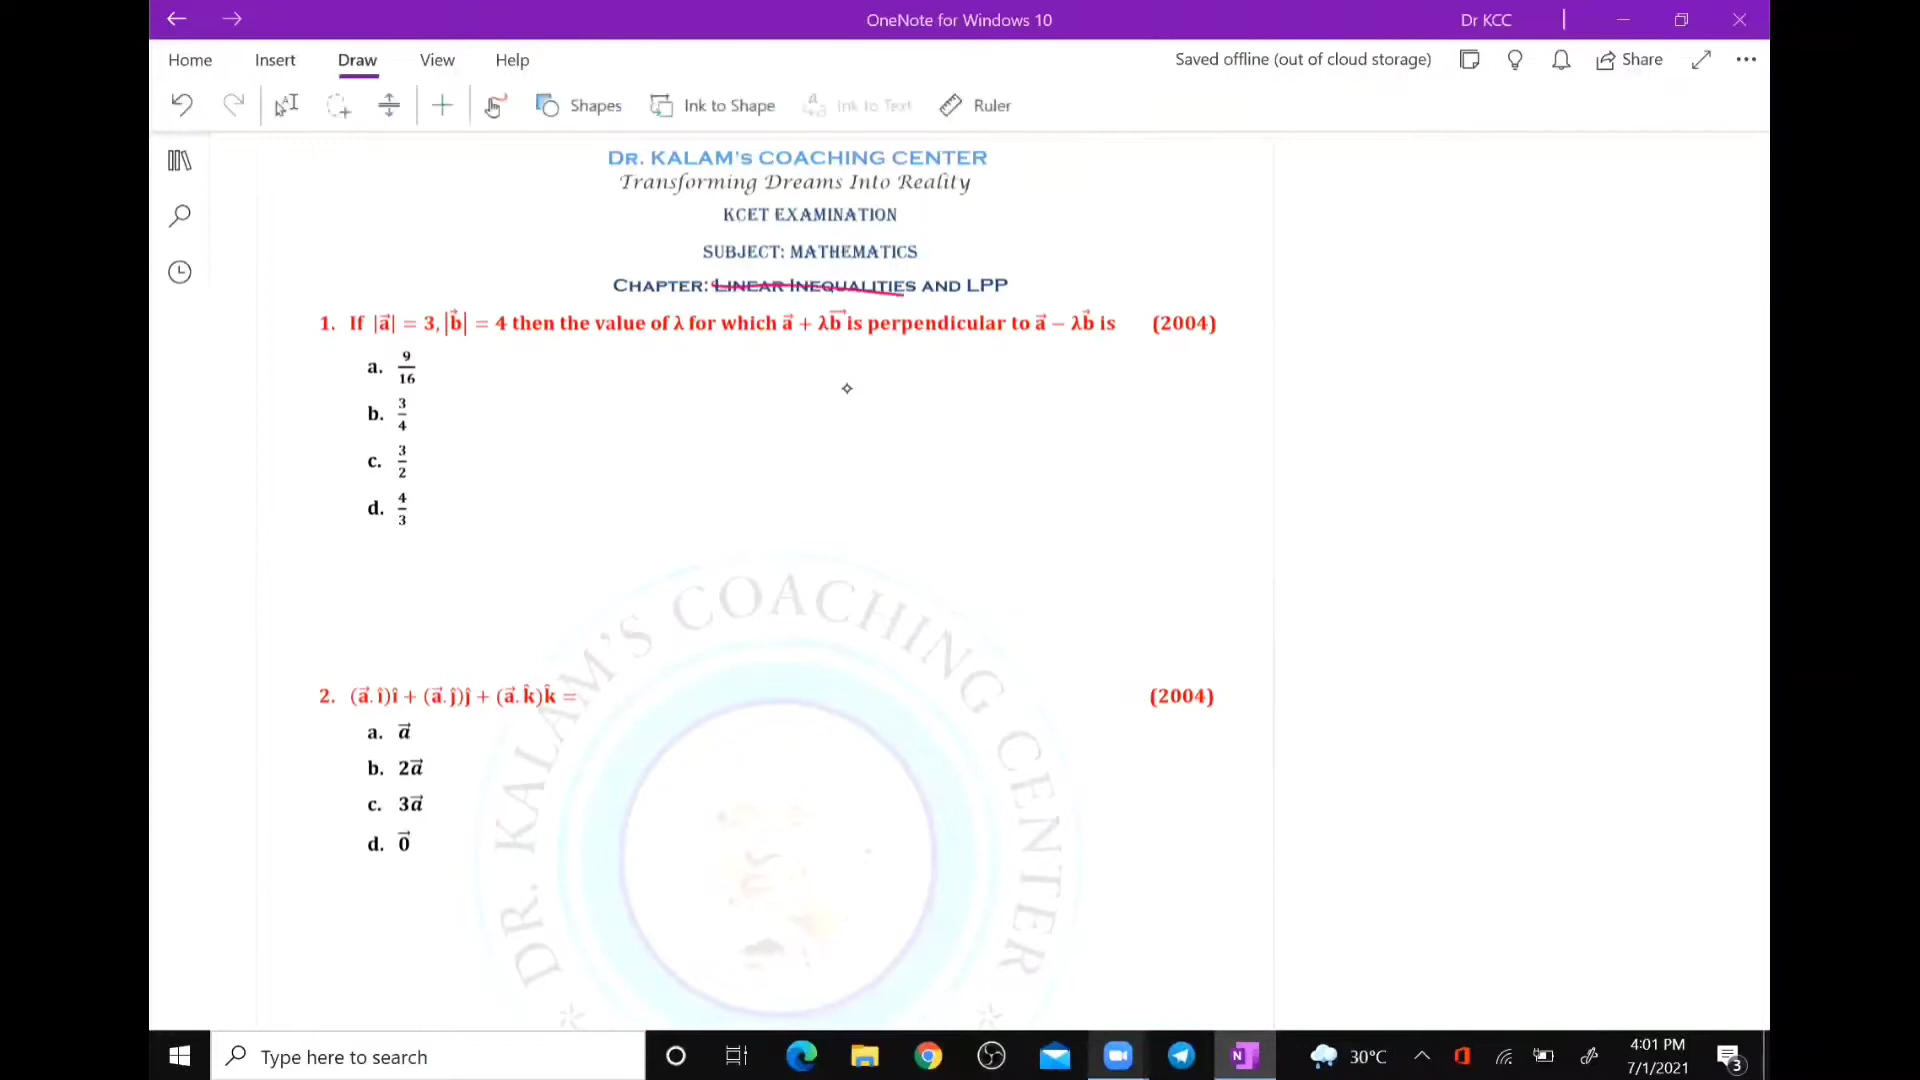 OneNote for Windows 10
Dr KCC
Home Insert Draw View Help
Saved offline (out of cloud storage)
Share
Shapes Ink to Shape Ink to Text Ruler
DR. KALAM's COACHING CENTER
Transforming Dreams Into Reality
KCET EXAMINATION
SUBJECT: MATHEMATICS
CHAPTER: LINEAR INEQUALITIES AND LPP
1. If |a⃗| = 3, |b⃗| = 4 then the value of λ for which a⃗ + λb⃗ is perpendicular to a⃗ − λb⃗ is (2004)
a. 9/16
b. 3/4
c. 3/2
d. 4/3
2. (a⃗. î)î + (a⃗. ĵ)ĵ + (a⃗. k̂)k̂ = (2004)
a. a⃗
b. 2a⃗
c. 3a⃗
d. 0⃗
DR. KALAM'S COACHING CENTER
Type here to search
30°C
4:01 PM
7/1/2021
3